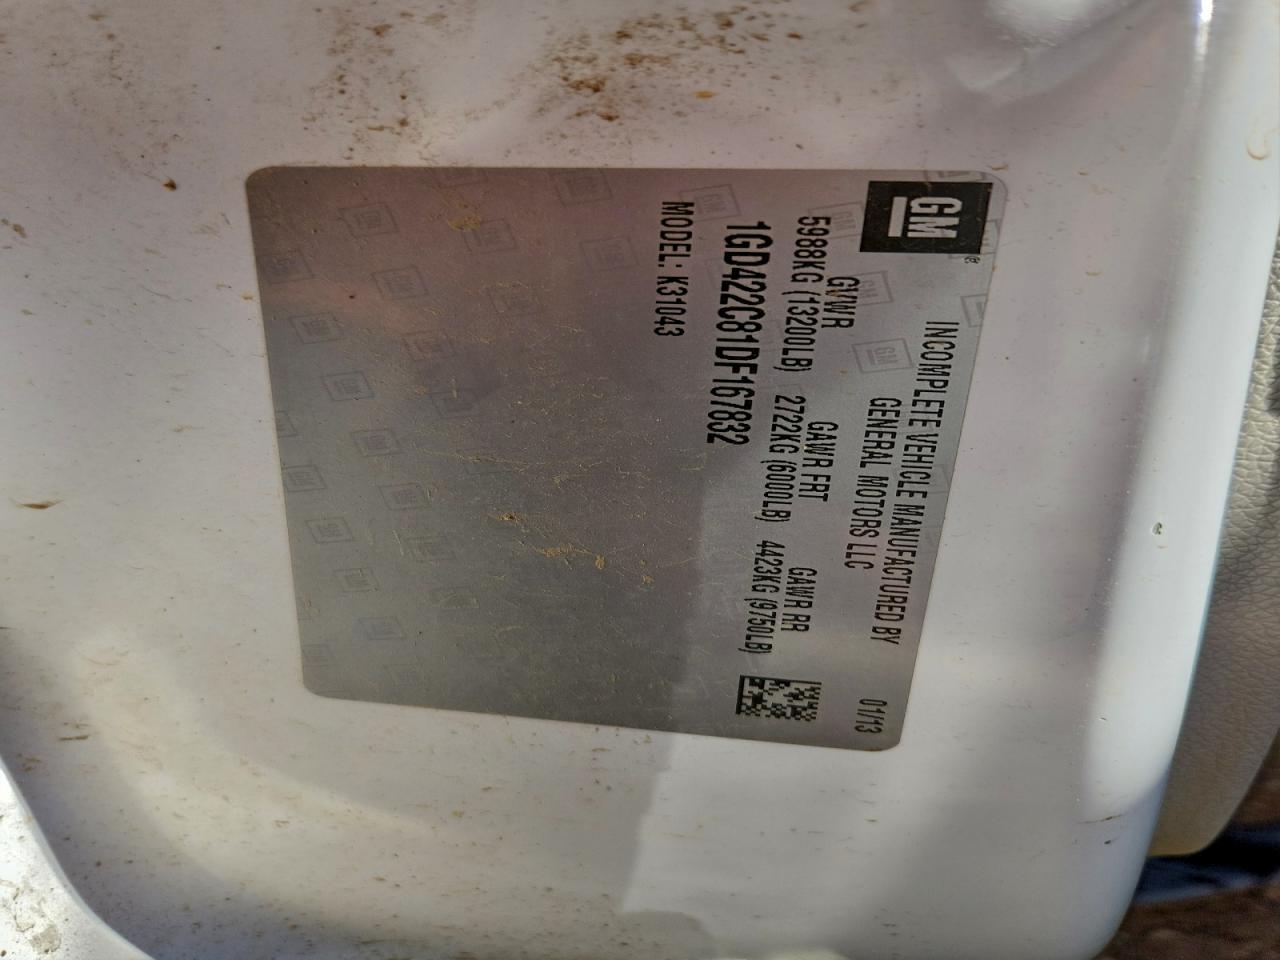 GM
INCOMPLETE VEHICLE MANUFACTURED BY
GENERAL MOTORS LLC
01/13
GVWR GAWR FRT GAWR RR
5988KG (13200LB) 2722KG (6000LB) 4423KG (9750LB)
1GD422C81DF167832
MODEL: K31043